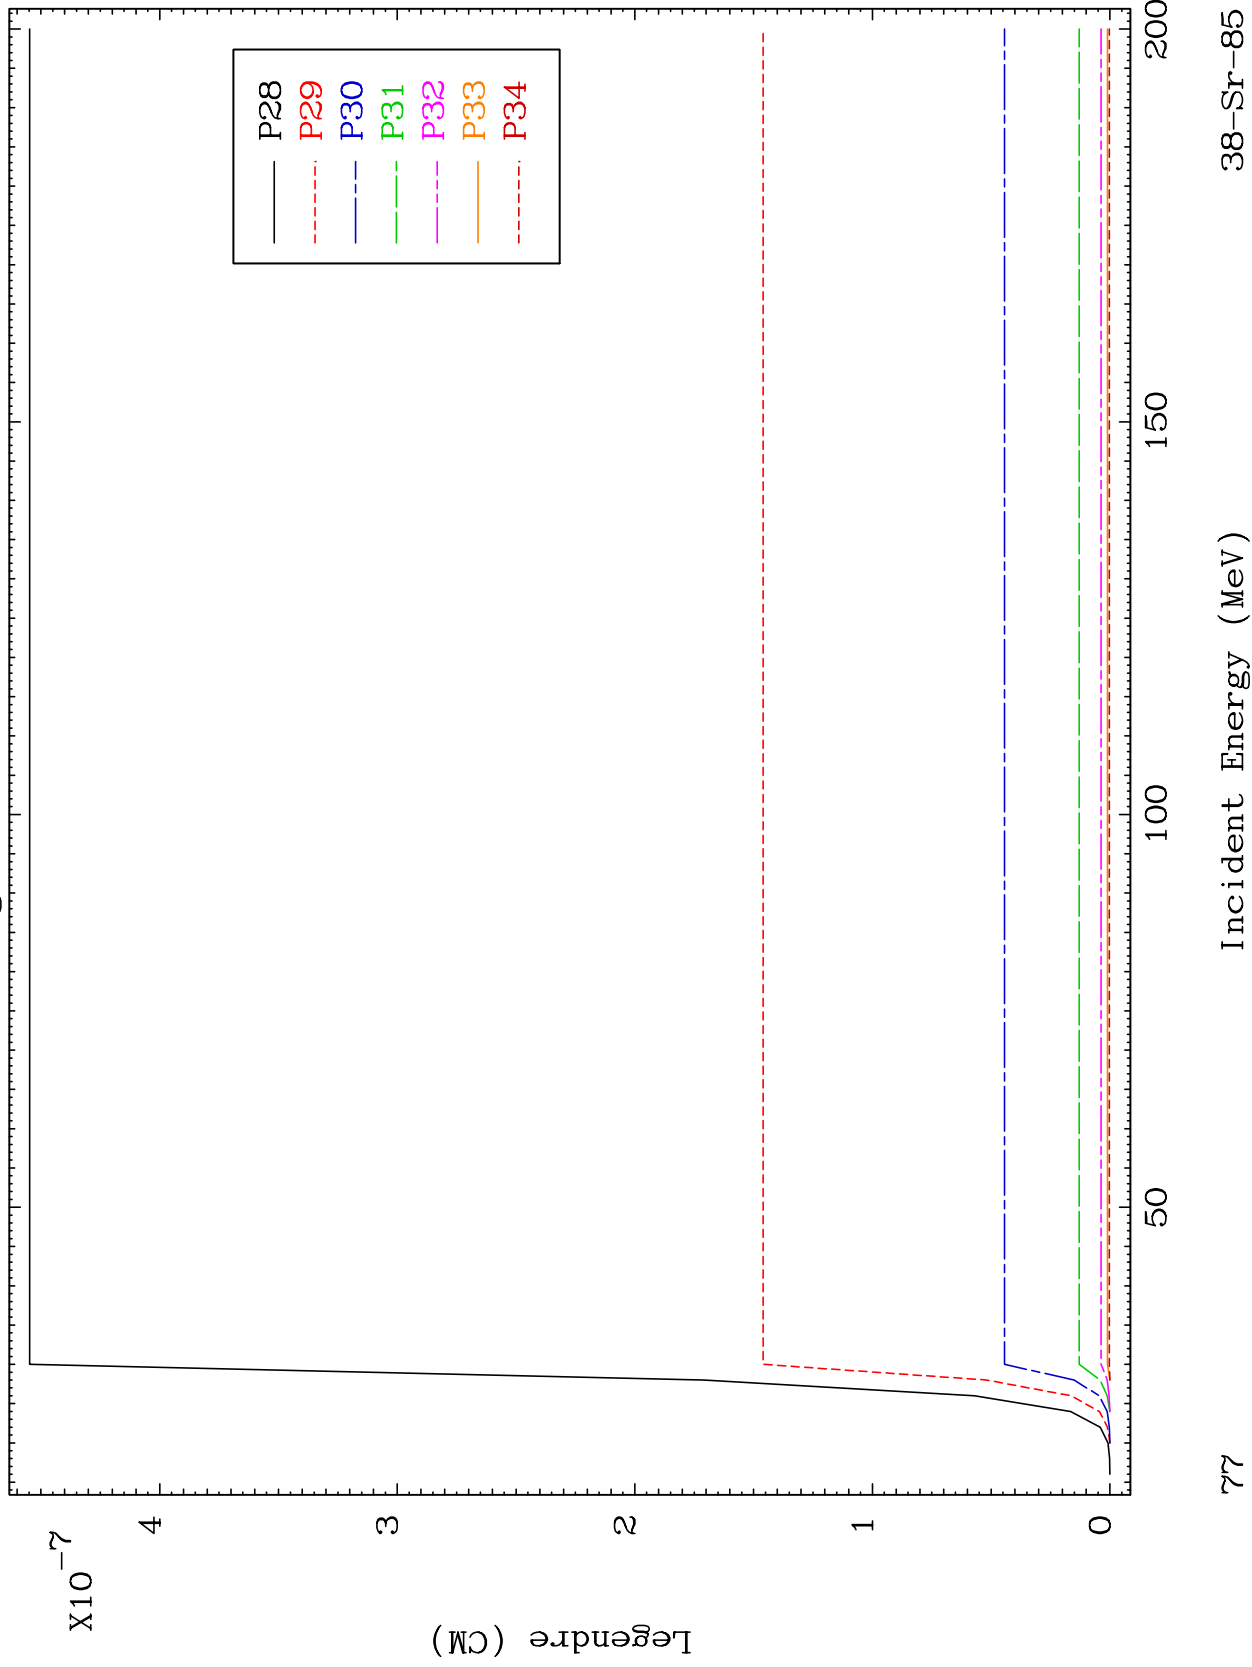 X10-7
4
3
2
1
0
Legendre (CM)
50
100
150
200
Incident Energy (MeV)
P28
P29
P30
P31
P32
P33
P34
77
38-Sr-85